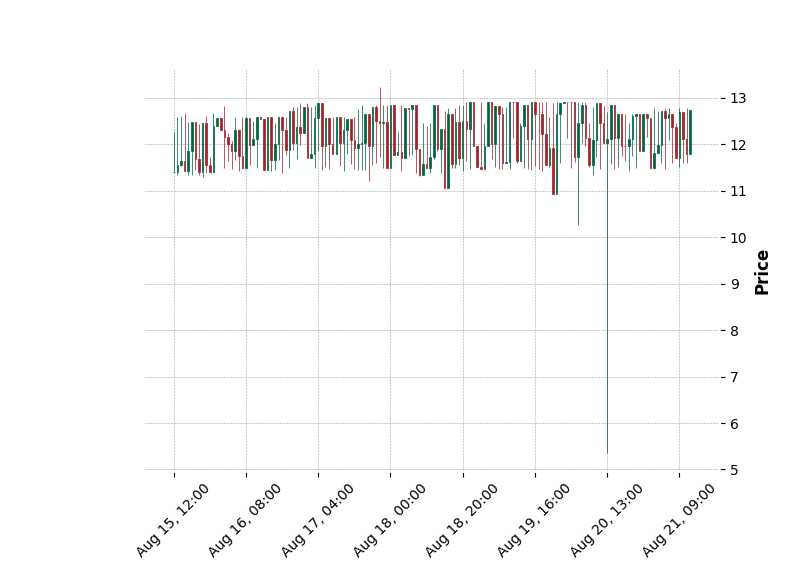 13
12
11
10
9
8
7
6
5
Price
Aug 15, 12:00
Aug 16, 08:00
Aug 17, 04:00
Aug 18, 00:00
Aug 18, 20:00
Aug 19, 16:00
Aug 20, 13:00
Aug 21, 09:00